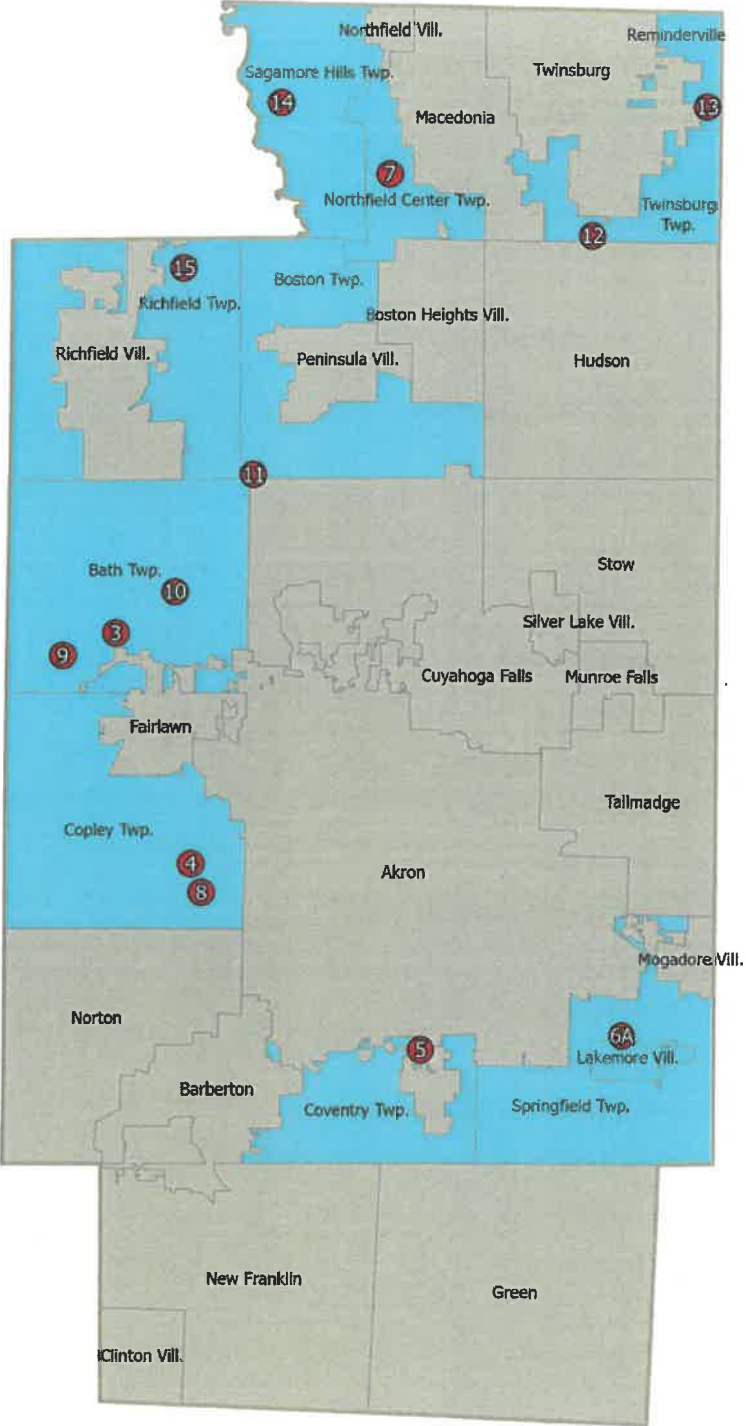 Northfield Vill.
Reminderville
Sagamore Hills Twp.
Twinsburg
14
13
Macedonia
7
Northfield Center Twp.
Twinsburg
Twp.
12
15
Boston Twp.
Richfield Twp.
Boston Heights Vill.
Richfield Vill.
Peninsula Vill.
Hudson
11
Bath Twp.
Stow
10
Silver Lake Vill.
3
9
Cuyahoga Falls
Munroe Falls
Fairlawn
Tallmadge
Copley Twp.
4
Akron
8
Mogadore Vill.
Norton
6A
5
Lakemore Vill.
Barberton
Coventry Twp.
Springfield Twp.
New Franklin
Green
Clinton Vill.